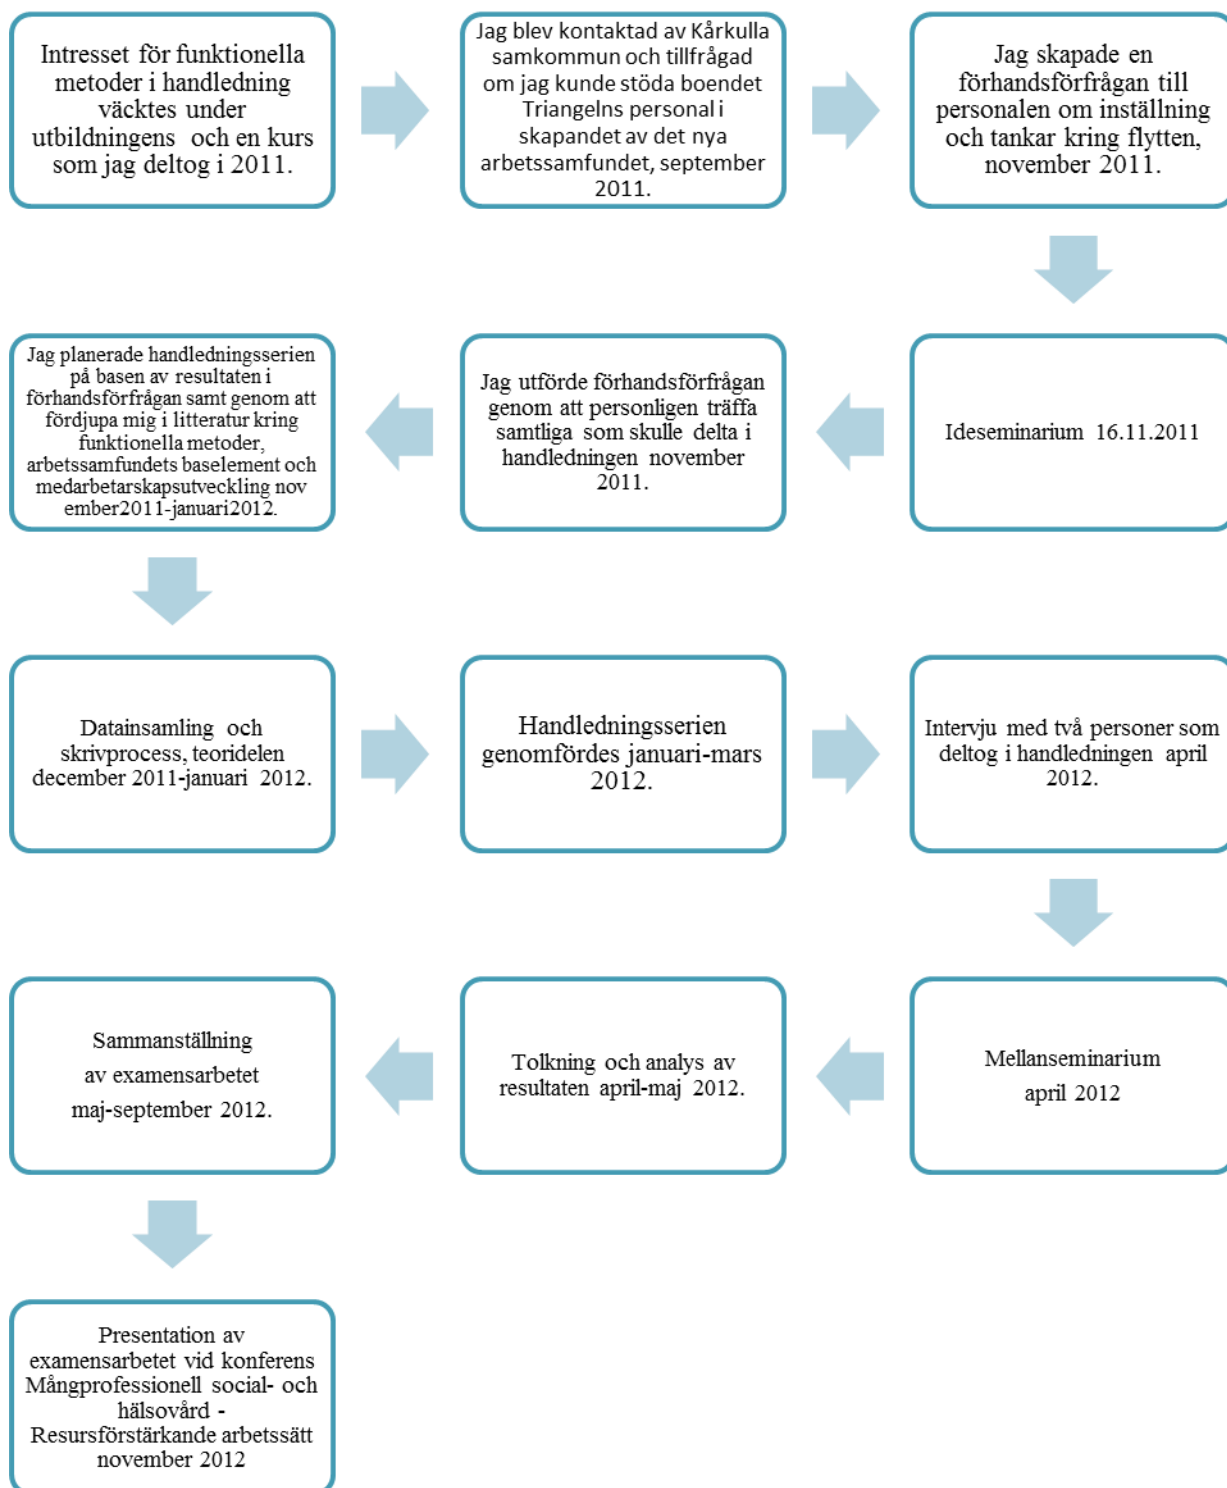 Intresset för funktionella
metoder i handledning
väcktes under
utbildningens och en kurs
som jag deltog i 2011.
Jag blev kontaktad av Kårkulla
samkommun och tillfrågad
om jag kunde stöda boendet
Triangelns personal i
skapandet av det nya
arbetssamfundet, september
2011.
Jag skapade en
förhandsförfrågan till
personalen om inställning
och tankar kring flytten,
november 2011.
Ideseminarium 16.11.2011
Jag utförde förhandsförfrågan
genom att personligen träffa
samtliga som skulle delta i
handledningen november
2011.
Jag planerade handledningsserien
på basen av resultaten i
förhandsförfrågan samt genom att
fördjupa mig i litteratur kring
funktionella metoder,
arbetssamfundets baselement och
medarbetarskapsutveckling nov
ember2011-januari2012.
Datainsamling och
skrivprocess, teoridelen
december 2011-januari 2012.
Handledningsserien
genomfördes januari-mars
2012.
Intervju med två personer som
deltog i handledningen april
2012.
Mellanseminarium
april 2012
Tolkning och analys av
resultaten april-maj 2012.
Sammanställning
av examensarbetet
maj-september 2012.
Presentation av
examensarbetet vid konferens
Mångprofessionell social- och
hälsovård -
Resursförstärkande arbetssätt
november 2012